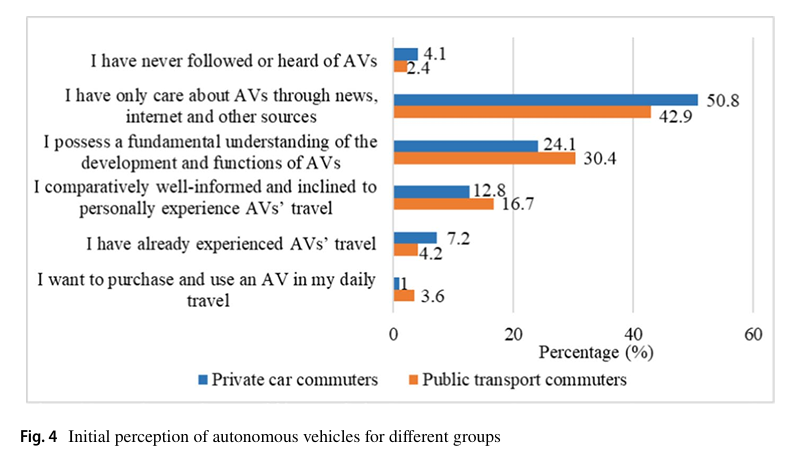 I have never followed or heard of AVs
4.1
2.4
I have only care about AVs through news,
internet and other sources
50.8
42.9
I possess a fundamental understanding of the
development and functions of AVs
24.1
30.4
I comparatively well-informed and inclined to
personally experience AVs' travel
12.8
16.7
I have already experienced AVs' travel
7.2
4.2
I want to purchase and use an AV in my daily
travel
1
3.6
0 20 40 60
Percentage (%)
Private car commuters Public transport commuters
Fig. 4 Initial perception of autonomous vehicles for different groups